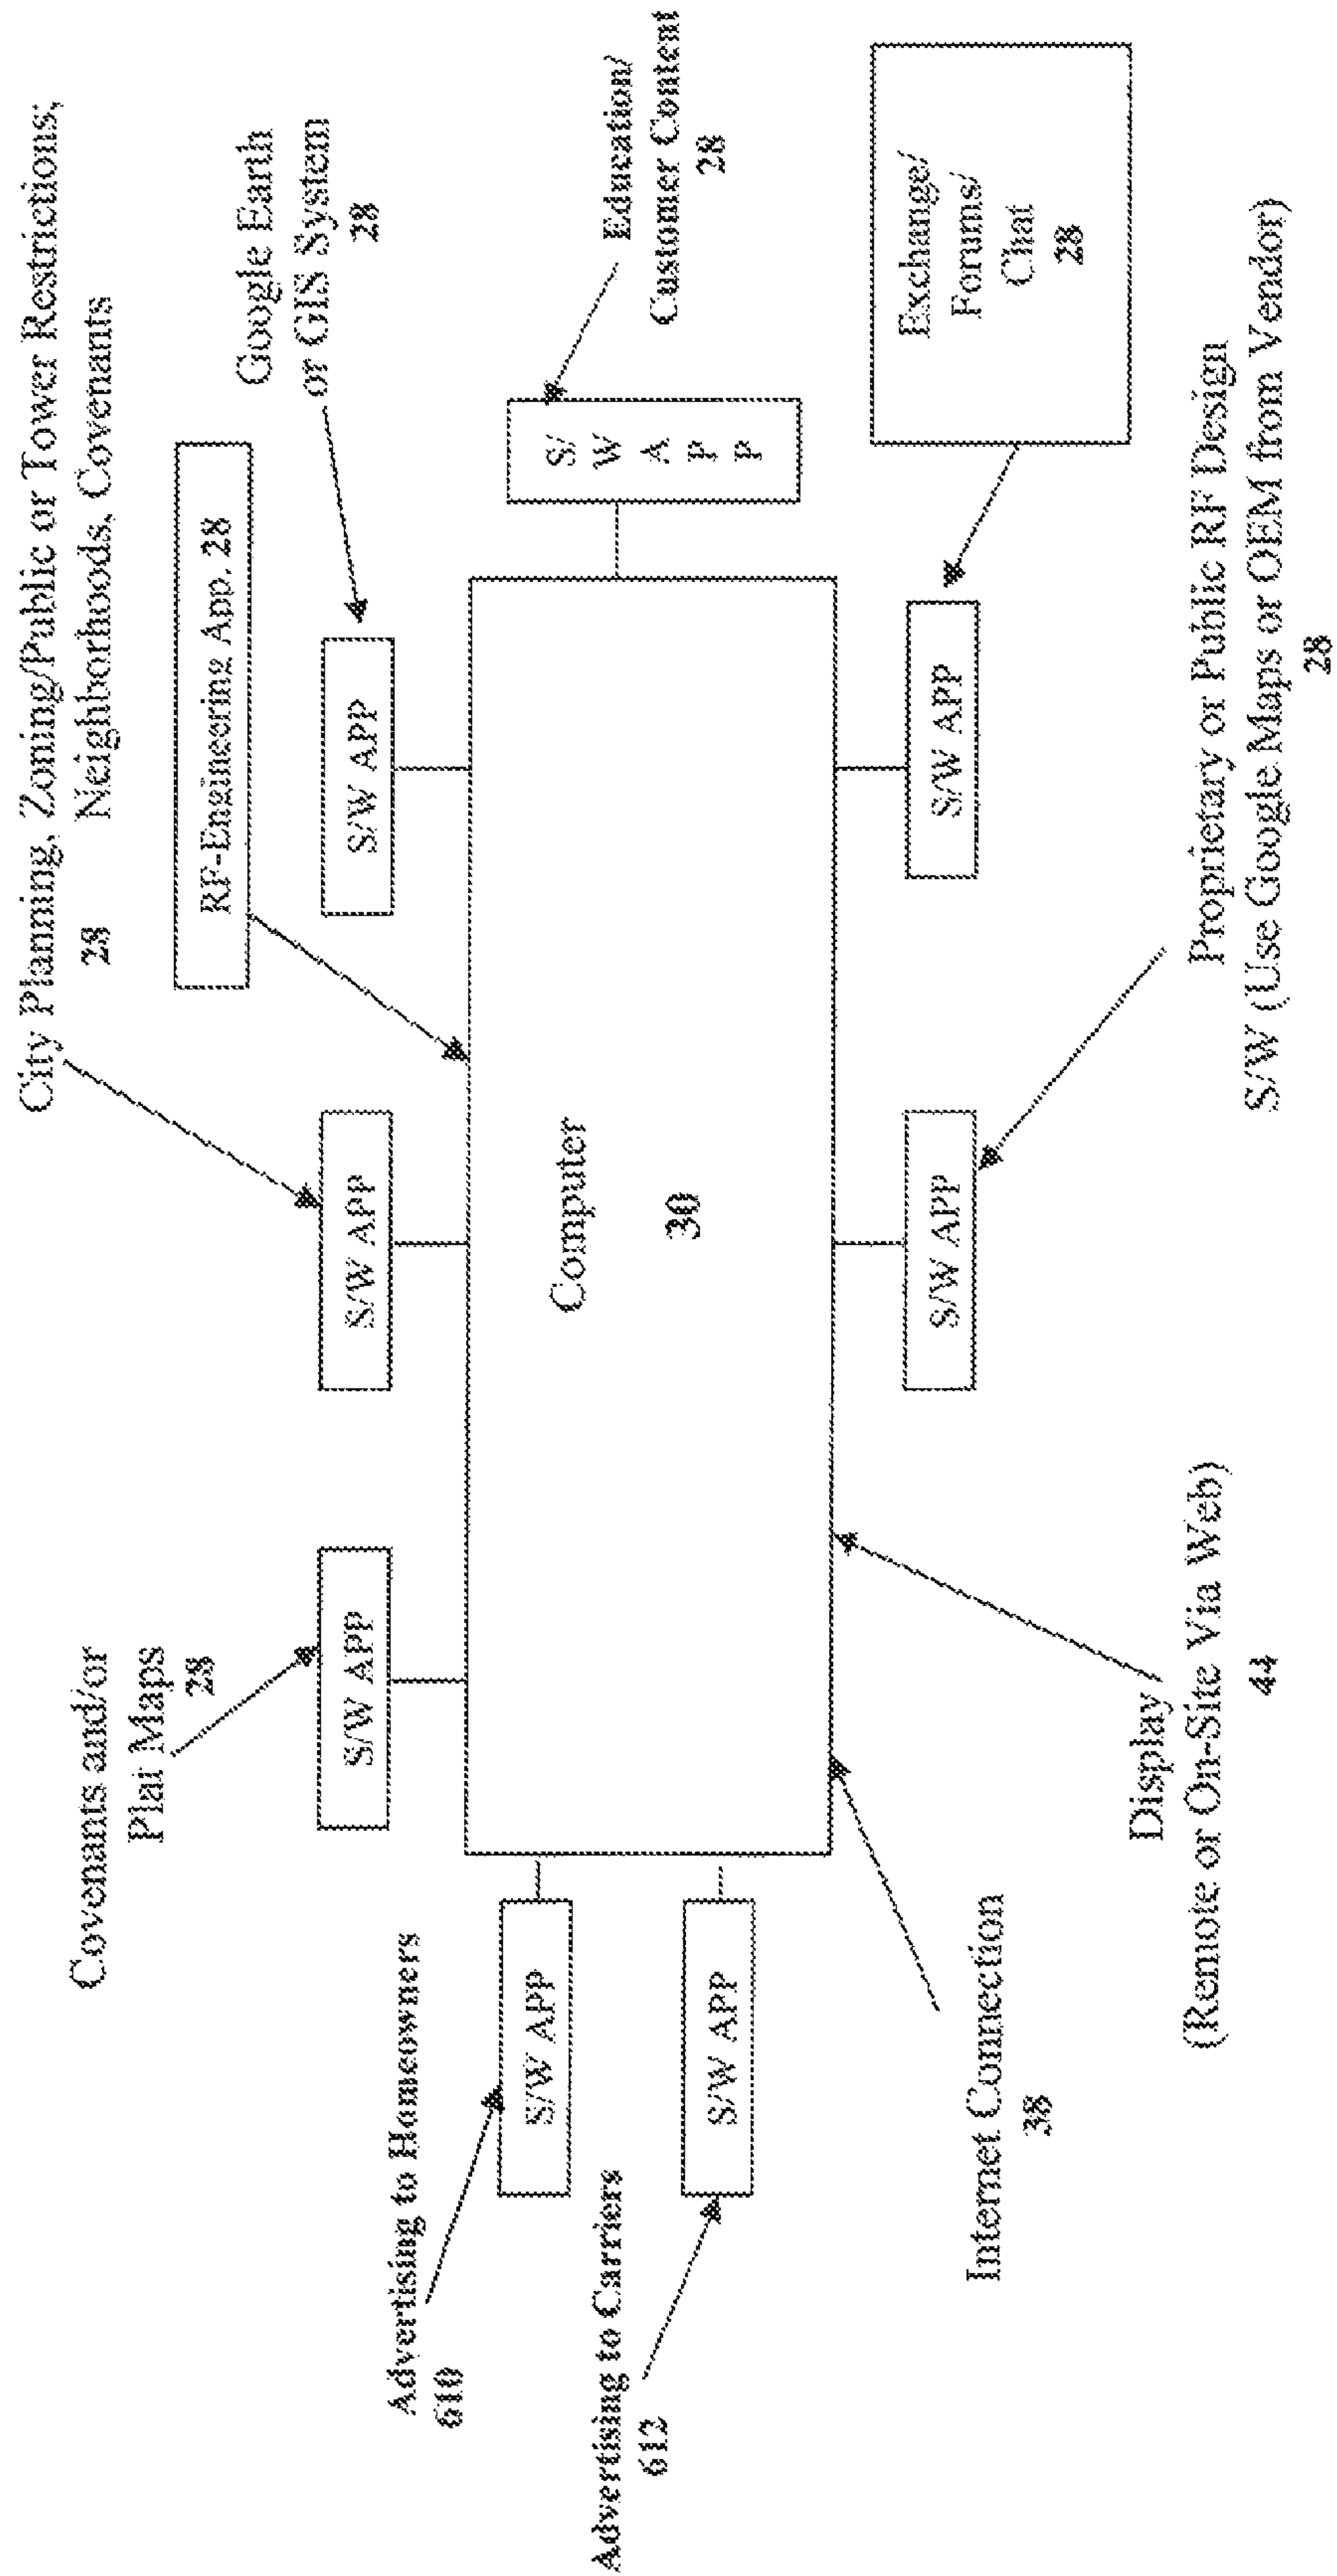 City Planning, Zoning/Public or Tower Restrictions;
28 Neighborhoods, Covenants
Covenants and/or
Plat Maps
28
RF-Engineering App. 28
Google Earth
or GIS System
28
S/W APP
S/W APP
S/W APP
Advertising to Homeowners
610
S/W APP
Advertising to Carriers
612
S/W APP
Computer
30
S/
W
A
P
P
Education/
Customer Content
28
Internet Connection
38
Display
(Remote or On-Site Via Web)
44
S/W APP
S/W APP
Proprietary or Public RF Design
S/W (Use Google Maps or OEM from Vendor)
28
Exchange/
Forums/
Chat
28